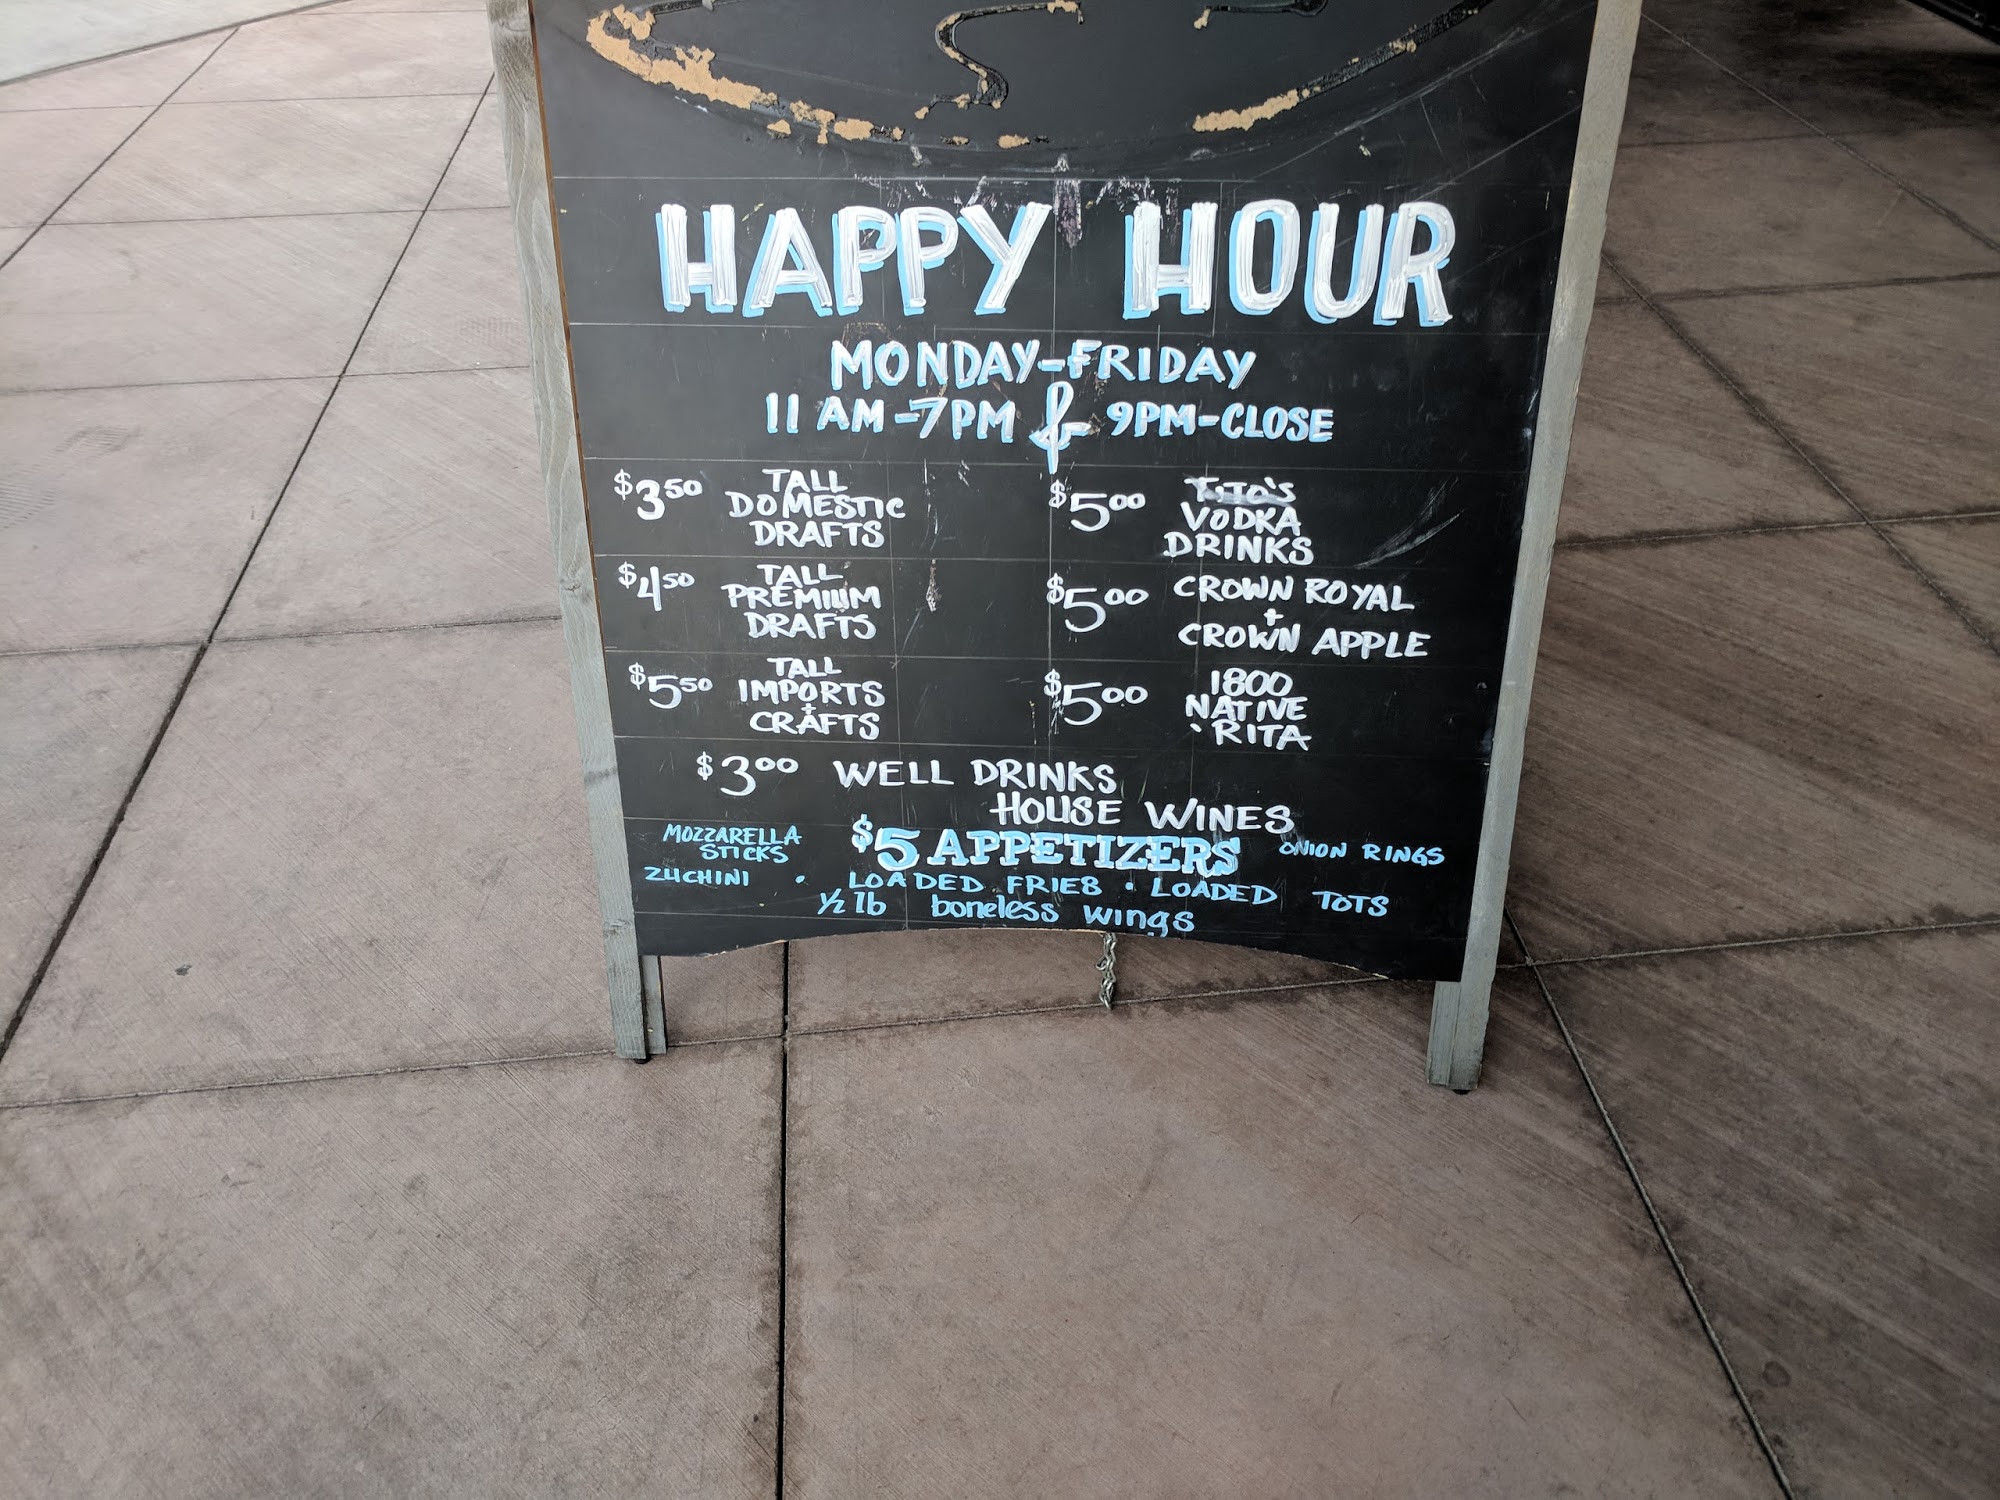 HAPPY HOUR
MONDAY-FRIDAY
11 AM-7PM & 9PM-CLOSE
$3.50 TALL
DOMESTIC
DRAFTS
$5.00 TITO'S
VODKA
DRINKS
$4.50 TALL
PREMIUM
DRAFTS
$5.00 CROWN ROYAL
+
CROWN APPLE
$5.50 TALL
IMPORTS
+
CRAFTS
$5.00 1800
NATIVE
'RITA
$3.00 WELL DRINKS
HOUSE WINES
MOZZARELLA
STICKS
$5 APPETIZERS
ONION RINGS
ZUCHINI • LOADED FRIES • LOADED TOTS
1/2 lb boneless wings